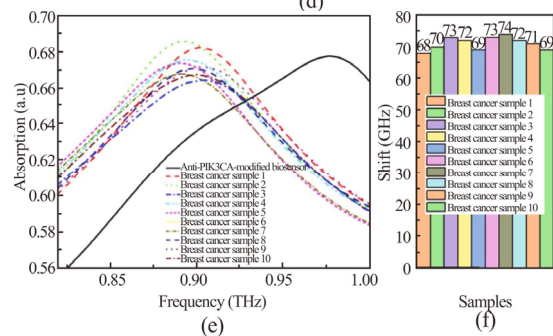 (d)
0.70
0.68
0.66
0.64
0.62
0.60
0.58
0.56
Absorption (a.u)
Anti-PIK3CA-modified biosensor
Breast cancer sample 1
Breast cancer sample 2
Breast cancer sample 3
Breast cancer sample 4
Breast cancer sample 5
Breast cancer sample 6
Breast cancer sample 7
Breast cancer sample 8
Breast cancer sample 9
Breast cancer sample 10
0.85 0.90 0.95 1.00
Frequency (THz)
(e)
80
70
60
50
40
30
20
10
0
Shift (GHz)
68 70 73 72 69 73 74 72 71 69
Breast cancer sample 1
Breast cancer sample 2
Breast cancer sample 3
Breast cancer sample 4
Breast cancer sample 5
Breast cancer sample 6
Breast cancer sample 7
Breast cancer sample 8
Breast cancer sample 9
Breast cancer sample 10
Samples
(f)